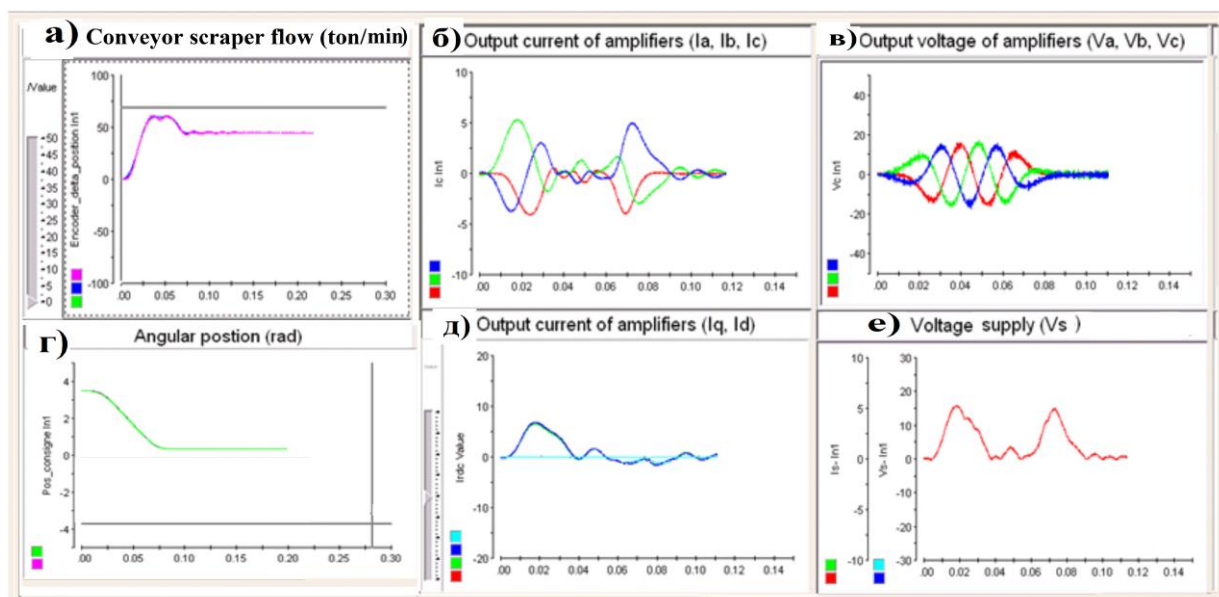 а) Conveyor scraper flow (ton/min)
/Value
+50
+45
+40
+35
+30
+25
+20
+15
+10
+5
+0
Encoder_delta_position In1
100
50
0
-50
-100
.00 0.05 0.10 0.15 0.20 0.25 0.30
б) Output current of amplifiers (Ia, Ib, Ic)
Ic In1
10
5
0
-5
-10
.00 0.02 0.04 0.06 0.08 0.10 0.12 0.14
в) Output voltage of amplifiers (Va, Vb, Vc)
Vc In1
40
20
0
-20
-40
.00 0.02 0.04 0.06 0.08 0.10 0.12 0.14
г) Angular postion (rad)
Pos_consigne In1
4
2
0
-2
-4
.00 0.05 0.10 0.15 0.20 0.25 0.30
д) Output current of amplifiers (Iq, Id)
Irdc Value
20
10
0
-10
-20
.00 0.02 0.04 0.06 0.08 0.10 0.12 0.14
е) Voltage supply (Vs )
Is- In1
10
5
0
-5
-10
Vs- In1
30
20
10
0
-10
-20
-30
.00 0.02 0.04 0.06 0.08 0.10 0.12 0.14